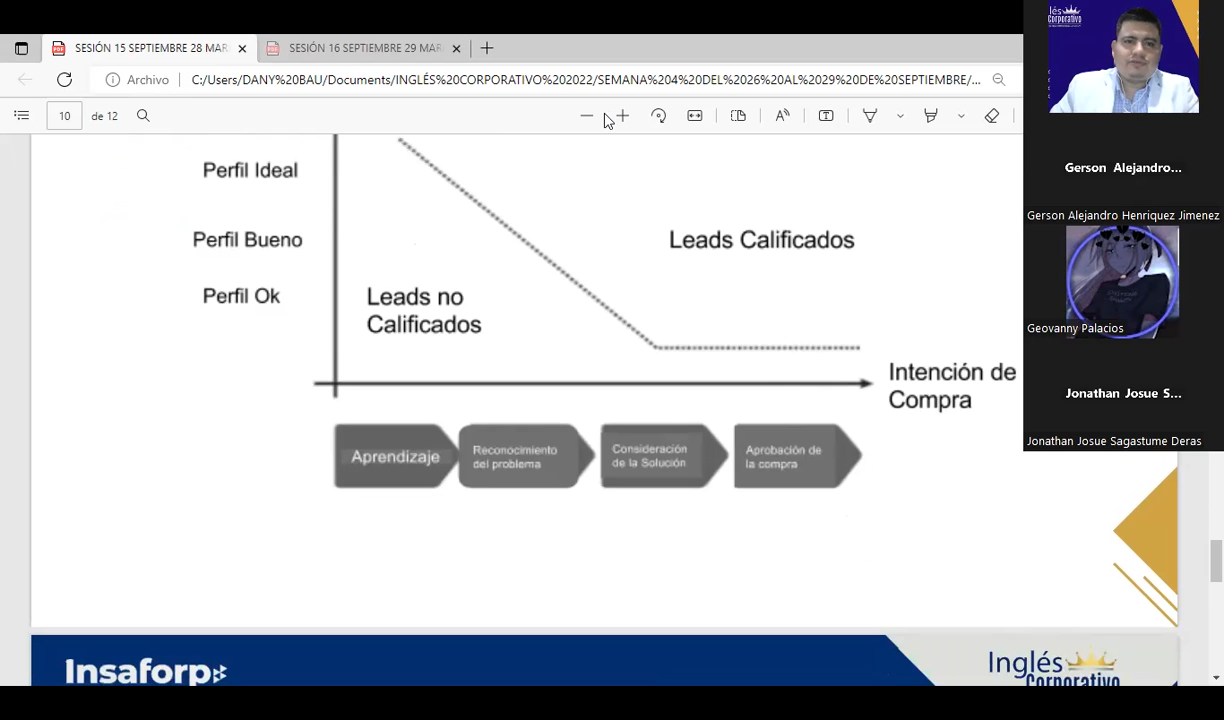 SESIÓN 15 SEPTIEMBRE 28 MAR
SESIÓN 16 SEPTIEMBRE 29 MAR
Archivo
C:/Users/DANY%20BAU/Documents/INGLÉS%20CORPORATIVO%202022/SEMANA%204%20DEL%2026%20AL%2029%20DE%20SEPTIEMBRE/...
10
de 12
Perfil Ideal
Perfil Bueno
Perfil Ok
Leads no
Calificados
Leads Calificados
Intención de
Compra
Aprendizaje
Reconocimiento
del problema
Consideración
de la Solución
Aprobación de
la compra
Insaforp
Inglés
Corporativo
lés
Corporativo
Gerson Alejandro...
Gerson Alejandro Henriquez Jimenez
Geovanny Palacios
Jonathan Josue S...
Jonathan Josue Sagastume Deras